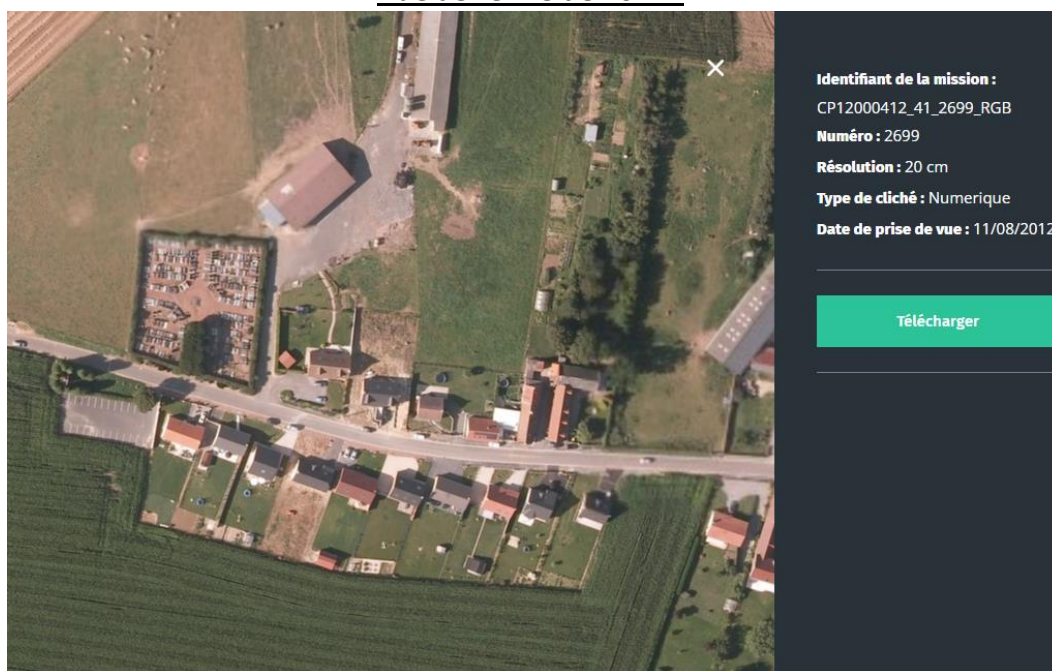 Identifiant de la mission :
CP12000412_41_2699_RGB
Numéro : 2699
Résolution : 20 cm
Type de cliché : Numerique
Date de prise de vue : 11/08/2012
Télécharger